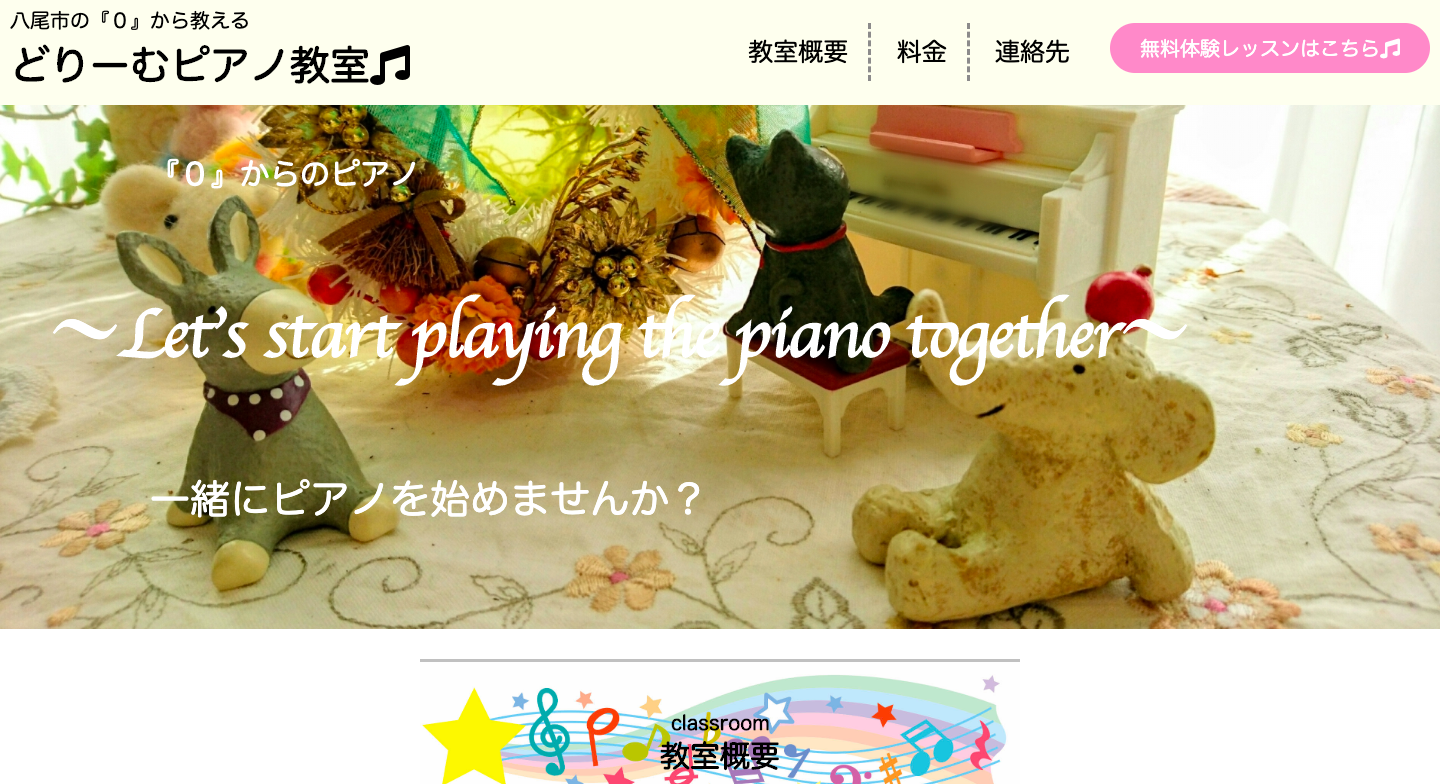 八尾市の『０』から教える
どりーむピアノ教室♫
教室概要
料金
連絡先
無料体験レッスンはこちら♫
『０』からのピアノ
～Let's start playing the piano together～
一緒にピアノを始めませんか？
classroom
教室概要